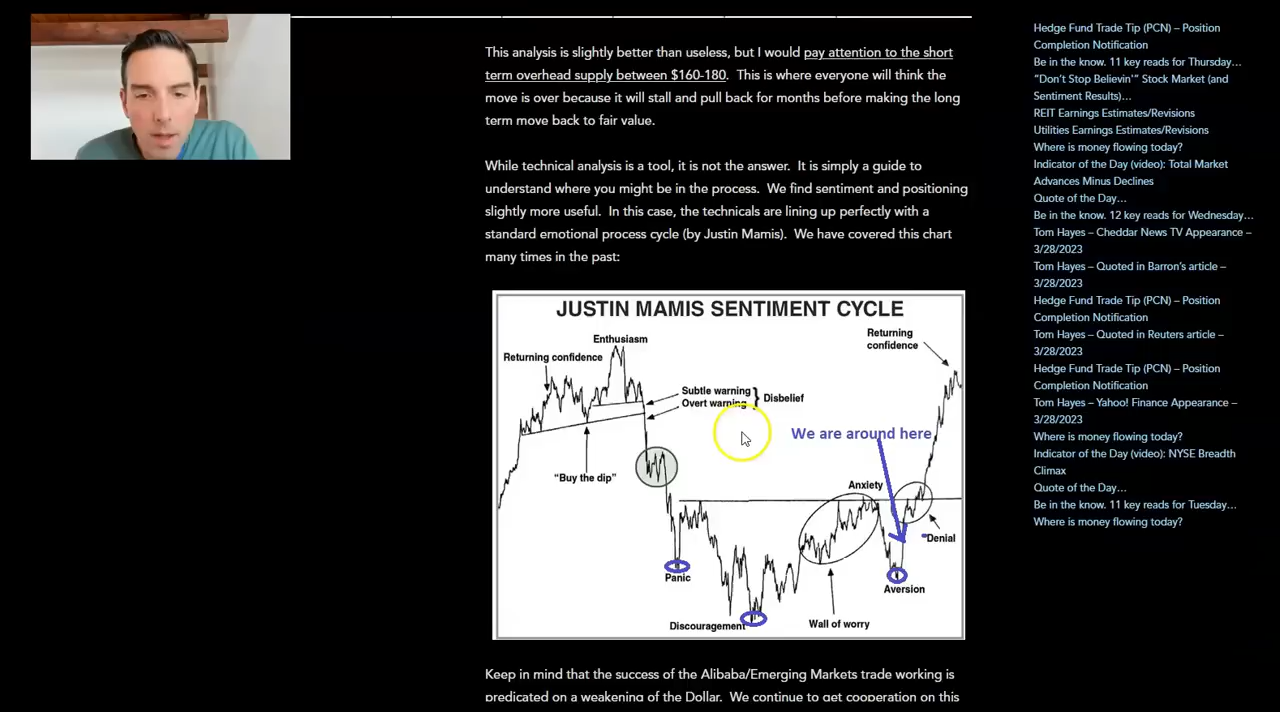 This analysis is slightly better than useless, but I would pay attention to the short
term overhead supply between $160-180.  This is where everyone will think the
move is over because it will stall and pull back for months before making the long
term move back to fair value.
While technical analysis is a tool, it is not the answer.  It is simply a guide to
understand where you might be in the process.  We find sentiment and positioning
slightly more useful.  In this case, the technicals are lining up perfectly with a
standard emotional process cycle (by Justin Mamis).  We have covered this chart
many times in the past:
JUSTIN MAMIS SENTIMENT CYCLE
Enthusiasm
Returning confidence
Returning
confidence
Subtle warning
Overt warning
} Disbelief
We are around here
"Buy the dip"
Anxiety
Denial
Panic
Aversion
Discouragement
Wall of worry
Keep in mind that the success of the Alibaba/Emerging Markets trade working is
predicated on a weakening of the Dollar.  We continue to get cooperation on this
Hedge Fund Trade Tip (PCN) – Position
Completion Notification
Be in the know. 11 key reads for Thursday…
“Don’t Stop Believin’” Stock Market (and
Sentiment Results)…
REIT Earnings Estimates/Revisions
Utilities Earnings Estimates/Revisions
Where is money flowing today?
Indicator of the Day (video): Total Market
Advances Minus Declines
Quote of the Day…
Be in the know. 12 key reads for Wednesday…
Tom Hayes – Cheddar News TV Appearance –
3/28/2023
Tom Hayes – Quoted in Barron’s article –
3/28/2023
Hedge Fund Trade Tip (PCN) – Position
Completion Notification
Tom Hayes – Quoted in Reuters article –
3/28/2023
Hedge Fund Trade Tip (PCN) – Position
Completion Notification
Tom Hayes – Yahoo! Finance Appearance –
3/28/2023
Where is money flowing today?
Indicator of the Day (video): NYSE Breadth
Climax
Quote of the Day…
Be in the know. 11 key reads for Tuesday…
Where is money flowing today?